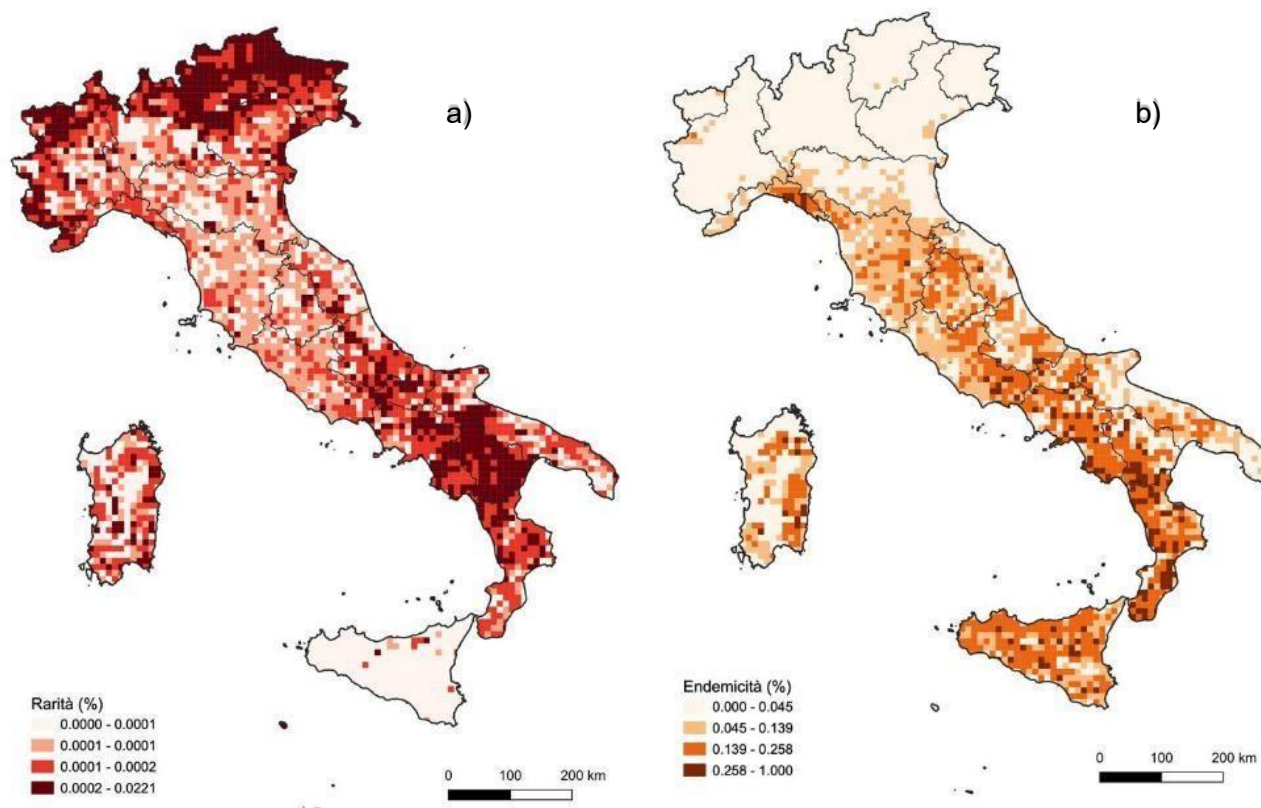 a)
b)
Rarità (%)
0.0000 - 0.0001
0.0001 - 0.0001
0.0001 - 0.0002
0.0002 - 0.0221
0 100 200 km
Endemicità (%)
0.000 - 0.045
0.045 - 0.139
0.139 - 0.258
0.258 - 1.000
0 100 200 km